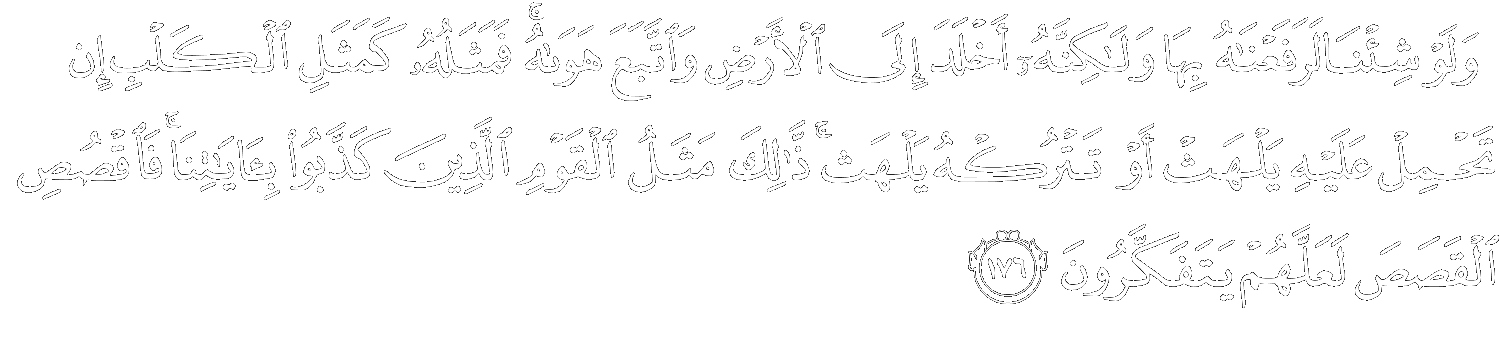 وَلَوْ شِئْنَا لَرَفَعْنَٰهُ بِهَا وَلَٰكِنَّهُۥٓ أَخْلَدَ إِلَى ٱلْأَرْضِ وَٱتَّبَعَ هَوَىٰهُ ۚ فَمَثَلُهُۥ كَمَثَلِ ٱلْكَلْبِ إِن
تَحْمِلْ عَلَيْهِ يَلْهَثْ أَوْ تَتْرُكْهُ يَلْهَث ۚ ذَّٰلِكَ مَثَلُ ٱلْقَوْمِ ٱلَّذِينَ كَذَّبُوا۟ بِـَٔايَٰتِنَا ۚ فَٱقْصُصِ
ٱلْقَصَصَ لَعَلَّهُمْ يَتَفَكَّرُونَ ١٧٦